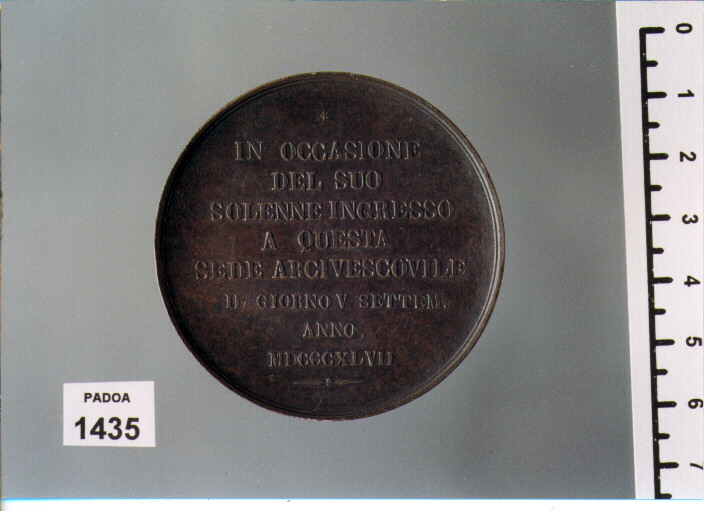 *
IN OCCASIONE
DEL SUO
SOLENNE INGRESSO
A QUESTA
SEDE ARCIVESCOVILE
IL GIORNO V SETTEM.
ANNO.
MDCCCXLVII
PADOA
1435
0
1
2
3
4
5
6
7